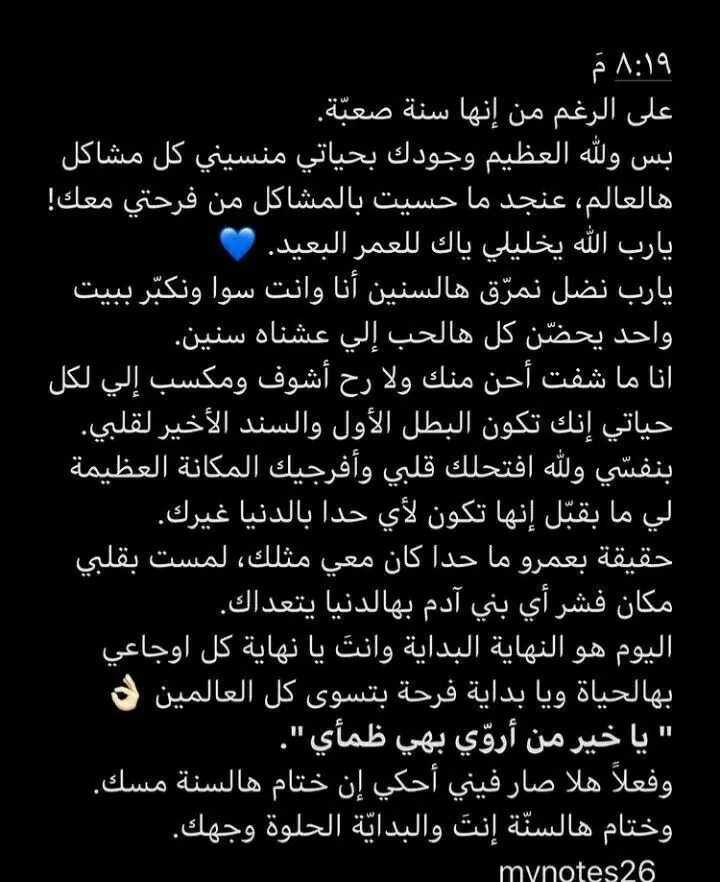 ٨:١٩ مَ
على الرغم من إنها سنة صعبّة.
بس ولله العظيم وجودك بحياتي منسيني كل مشاكل
هالعالم، عنجد ما حسيت بالمشاكل من فرحتي معك!
يارب الله يخليلي ياك للعمر البعيد. 💙
يارب نضل نمرّق هالسنين أنا وانت سوا ونكبّر ببيت
واحد يحضّن كل هالحب إلي عشناه سنين.
انا ما شفت أحن منك ولا رح أشوف ومكسب إلي لكل
حياتي إنك تكون البطل الأول والسند الأخير لقلبي.
بنفسّي ولله افتحلك قلبي وأفرجيك المكانة العظيمة
لي ما بقبّل إنها تكون لأي حدا بالدنيا غيرك.
حقيقة بعمرو ما حدا كان معي مثلك، لمست بقلبي
مكان فشر أي بني آدم بهالدنيا يتعداك.
اليوم هو النهاية البداية وانتَ يا نهاية كل اوجاعي
بهالحياة ويا بداية فرحة بتسوى كل العالمين 👌🏻
" يا خير من أروّي بهي ظمأي ".
وفعلاً هلا صار فيني أحكي إن ختام هالسنة مسك.
وختام هالسنّة إنتَ والبدايّة الحلوة وجهك.
mynotes26